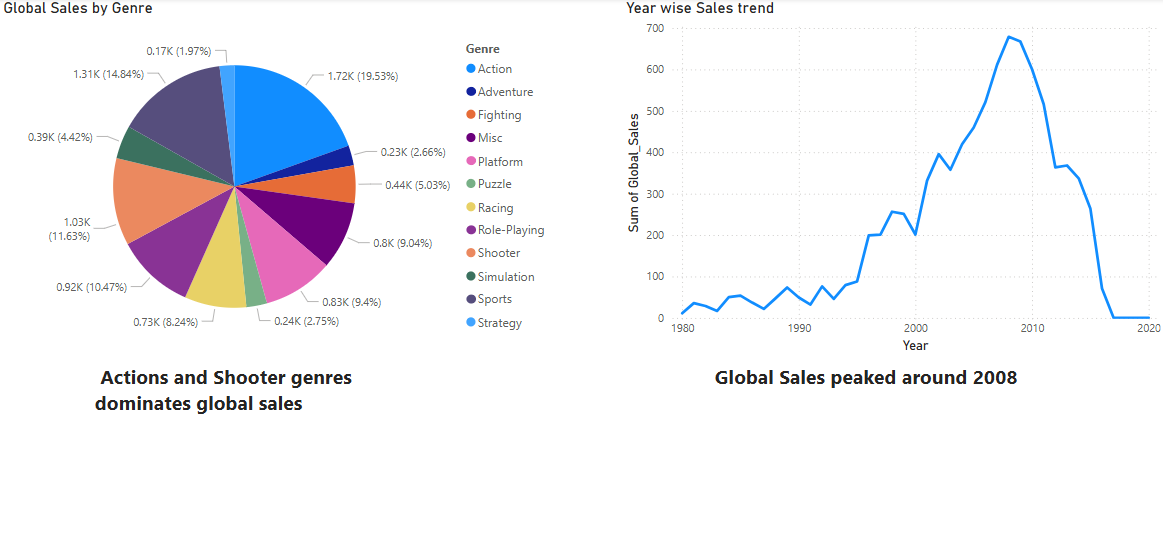 Global Sales by Genre
0.17K (1.97%)
1.31K (14.84%)
0.39K (4.42%)
1.03K
(11.63%)
0.92K (10.47%)
0.73K (8.24%)
0.24K (2.75%)
0.83K (9.4%)
0.8K (9.04%)
0.44K (5.03%)
0.23K (2.66%)
1.72K (19.53%)
Genre
Action
Adventure
Fighting
Misc
Platform
Puzzle
Racing
Role-Playing
Shooter
Simulation
Sports
Strategy
Actions and Shooter genres
dominates global sales
Year wise Sales trend
Sum of Global_Sales
700
600
500
400
300
200
100
0
1980
1990
2000
2010
2020
Year
Global Sales peaked around 2008